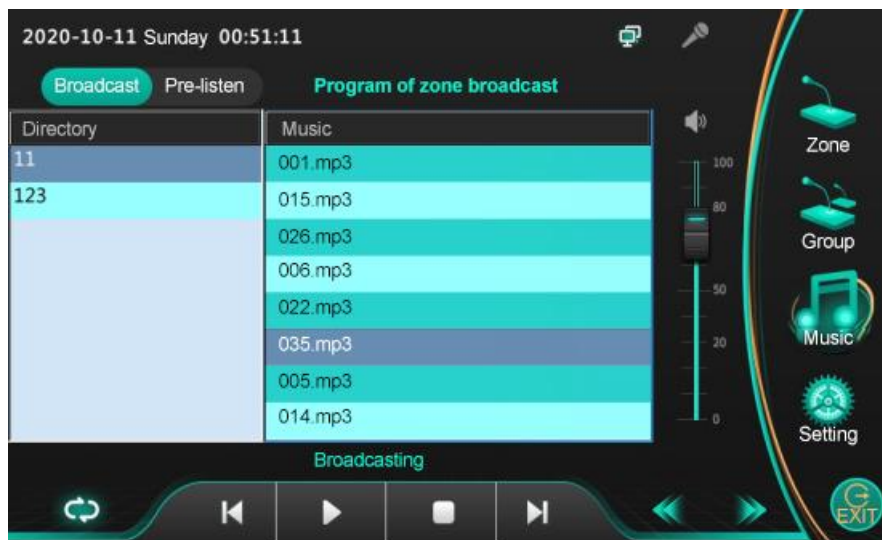 2020-10-11 Sunday 00:51:11
Broadcast Pre-listen Program of zone broadcast
Directory Music
11 001.mp3
123 015.mp3
026.mp3
006.mp3
022.mp3
035.mp3
005.mp3
014.mp3
Broadcasting
100
80
50
20
0
Zone
Group
Music
Setting
EXIT